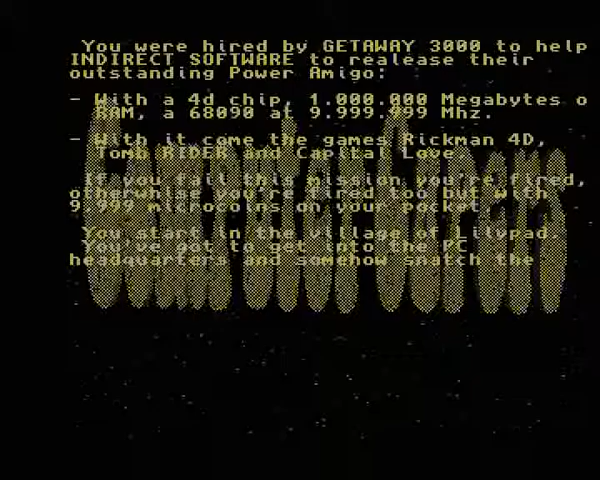 You were hired by GETAWAY 3000 to help
INDIRECT SOFTWARE to realease their
outstanding Power Amigo:
- With a 4d chip, 1.000.000 Megabytes o
RAM, a 68090 at 9.999.999 Mhz.
- With it come the games Rickman 4D,
Tomb RIDER and Capital Love
If you fail this mission you're fired,
otherwhise you're fired too but with
9.999 microcoins on your pocket
You start in the village of Lilypad.
You've got to get into the PC
headquarters and somehow snatch the